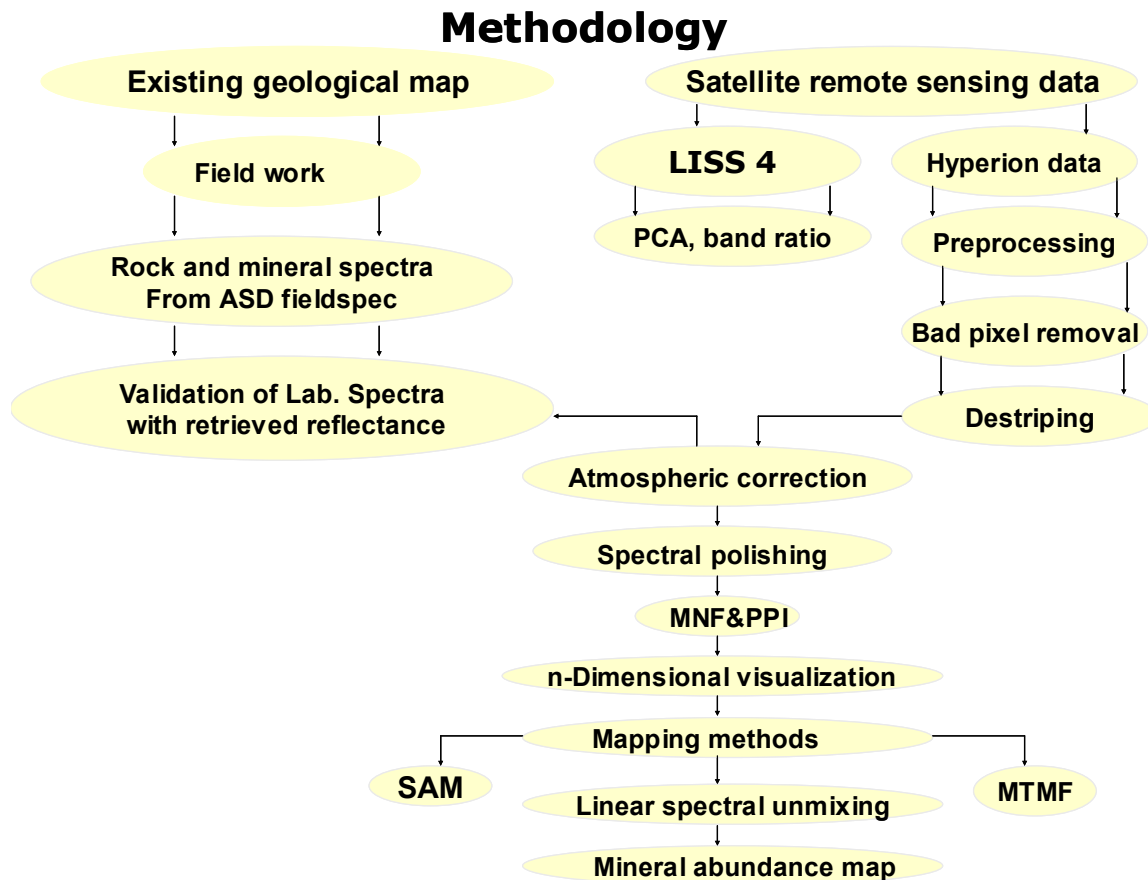 Methodology
Existing geological map
Satellite remote sensing data
Field work
LISS 4
Hyperion data
PCA, band ratio
Preprocessing
Rock and mineral spectra
From ASD fieldspec
Bad pixel removal
Validation of Lab. Spectra
with retrieved reflectance
Destriping
Atmospheric correction
Spectral polishing
MNF&PPI
n-Dimensional visualization
Mapping methods
SAM
Linear spectral unmixing
MTMF
Mineral abundance map